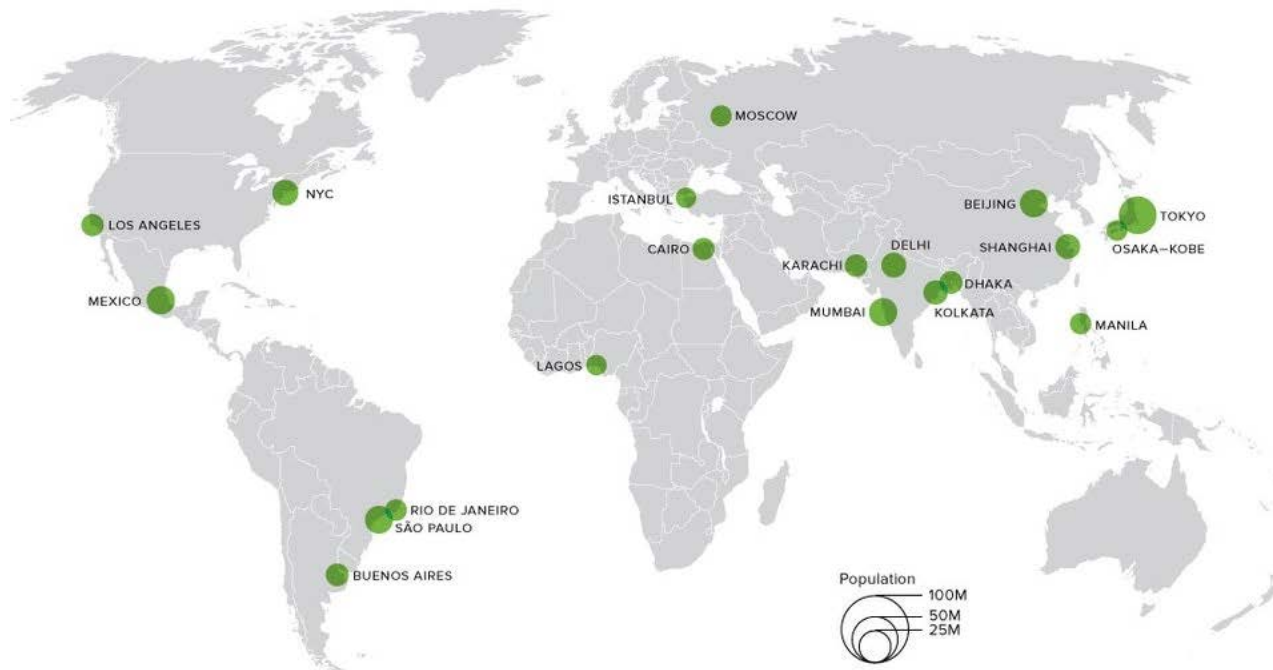 MOSCOW
NYC
ISTANBUL
BEIJING
TOKYO
LOS ANGELES
CAIRO
DELHI
SHANGHAI
OSAKA–KOBE
KARACHI
DHAKA
MEXICO
MUMBAI
KOLKATA
MANILA
LAGOS
RIO DE JANEIRO
SÃO PAULO
BUENOS AIRES
Population
100M
50M
25M